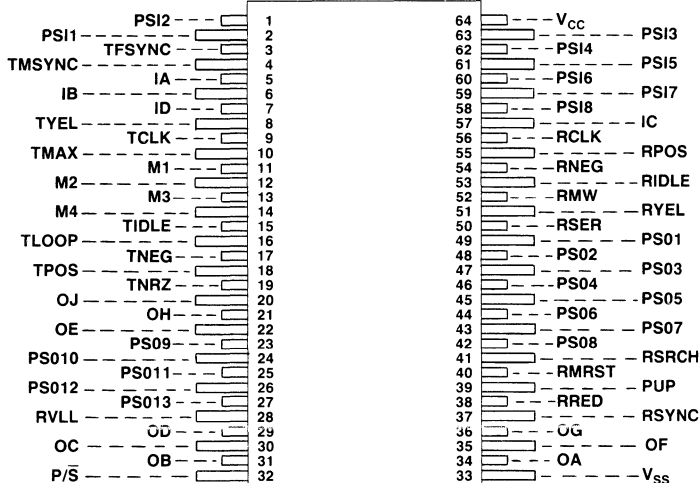 PSI2 1 64 V_CC
PSI1 2 63 PSI3
TFSYNC 3 62 PSI4
TMSYNC 4 61 PSI5
IA 5 60 PSI6
IB 6 59 PSI7
ID 7 58 PSI8
TYEL 8 57 IC
TCLK 9 56 RCLK
TMAX 10 55 RPOS
M1 11 54 RNEG
M2 12 53 RIDLE
M3 13 52 RMW
M4 14 51 RYEL
TIDLE 15 50 RSER
TLOOP 16 49 PS01
TNEG 17 48 PS02
TPOS 18 47 PS03
TNRZ 19 46 PS04
OJ 20 45 PS05
OH 21 44 PS06
OE 22 43 PS07
PS09 23 42 PS08
PS010 24 41 RSRCH
PS011 25 40 RMRST
PS012 26 39 PUP
PS013 27 38 RRED
RVLL 28 37 RSYNC
OD 29 36 OG
OC 30 35 OF
OB 31 34 OA
P/S̅ 32 33 V_SS